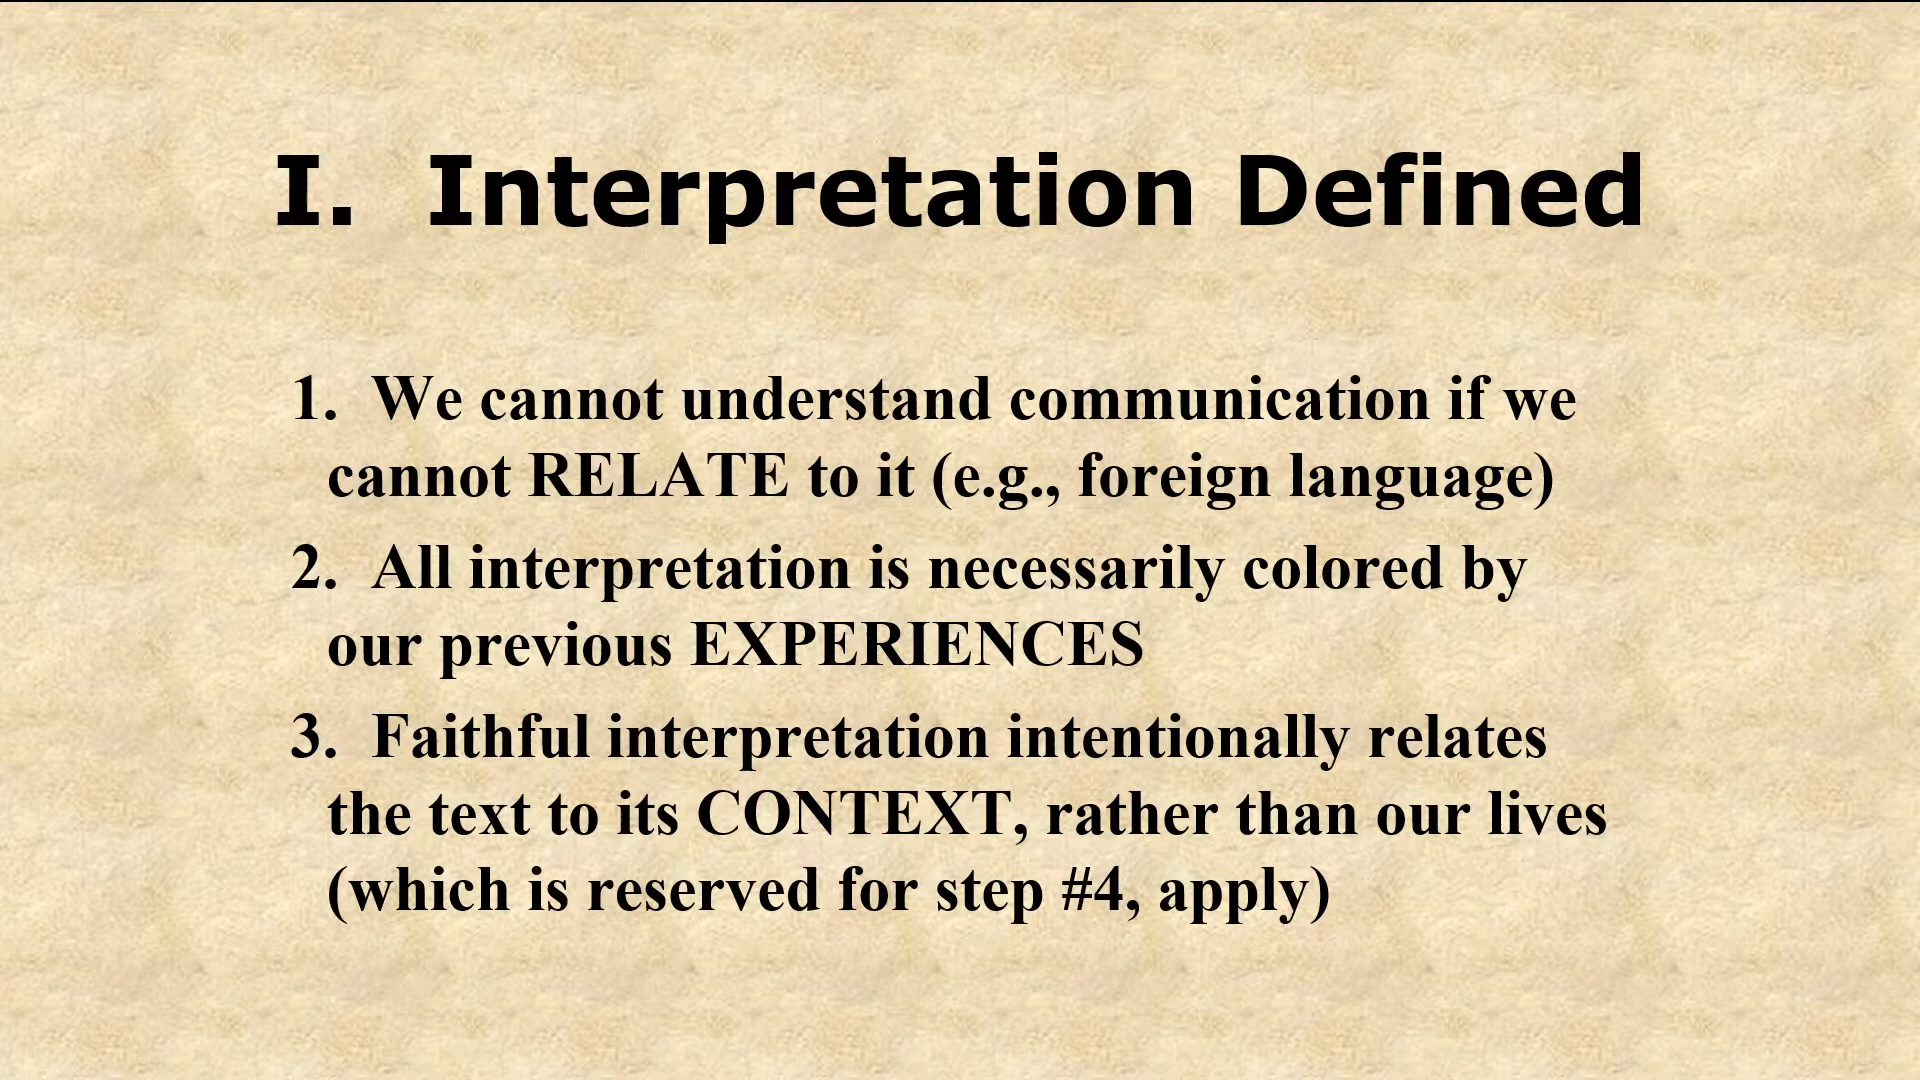 I. Interpretation Defined
1. We cannot understand communication if we
cannot RELATE to it (e.g., foreign language)
2. All interpretation is necessarily colored by
our previous EXPERIENCES
3. Faithful interpretation intentionally relates
the text to its CONTEXT, rather than our lives
(which is reserved for step #4, apply)